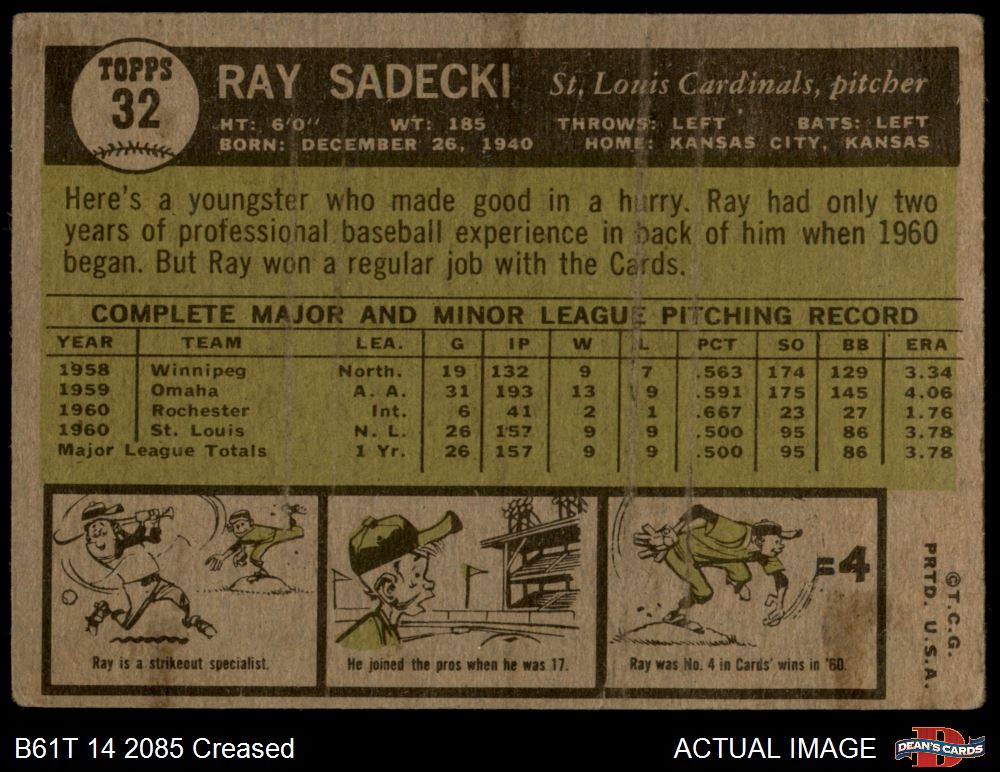 TOPPS
32
RAY SADECKI St. Louis Cardinals, pitcher
HT: 6'0" WT: 185 THROWS: LEFT BATS: LEFT
BORN: DECEMBER 26, 1940 HOME: KANSAS CITY, KANSAS
Here's a youngster who made good in a hurry. Ray had only two
years of professional baseball experience in back of him when 1960
began. But Ray won a regular job with the Cards.
COMPLETE MAJOR AND MINOR LEAGUE PITCHING RECORD
YEAR TEAM LEA. G IP W L PCT SO BB ERA
1958 Winnipeg North. 19 132 9 7 .563 174 129 3.34
1959 Omaha A. A. 31 193 13 9 .591 175 145 4.06
1960 Rochester Int. 6 41 2 1 .667 23 27 1.76
1960 St. Louis N. L. 26 157 9 9 .500 95 86 3.78
Major League Totals 1 Yr. 26 157 9 9 .500 95 86 3.78
=4
Ray is a strikeout specialist.
He joined the pros when he was 17.
Ray was No. 4 in Cards' wins in '60.
©T.C.G.
PRTD. U.S.A.
B61T 14 2085 Creased
ACTUAL IMAGE
DEAN'S CARDS